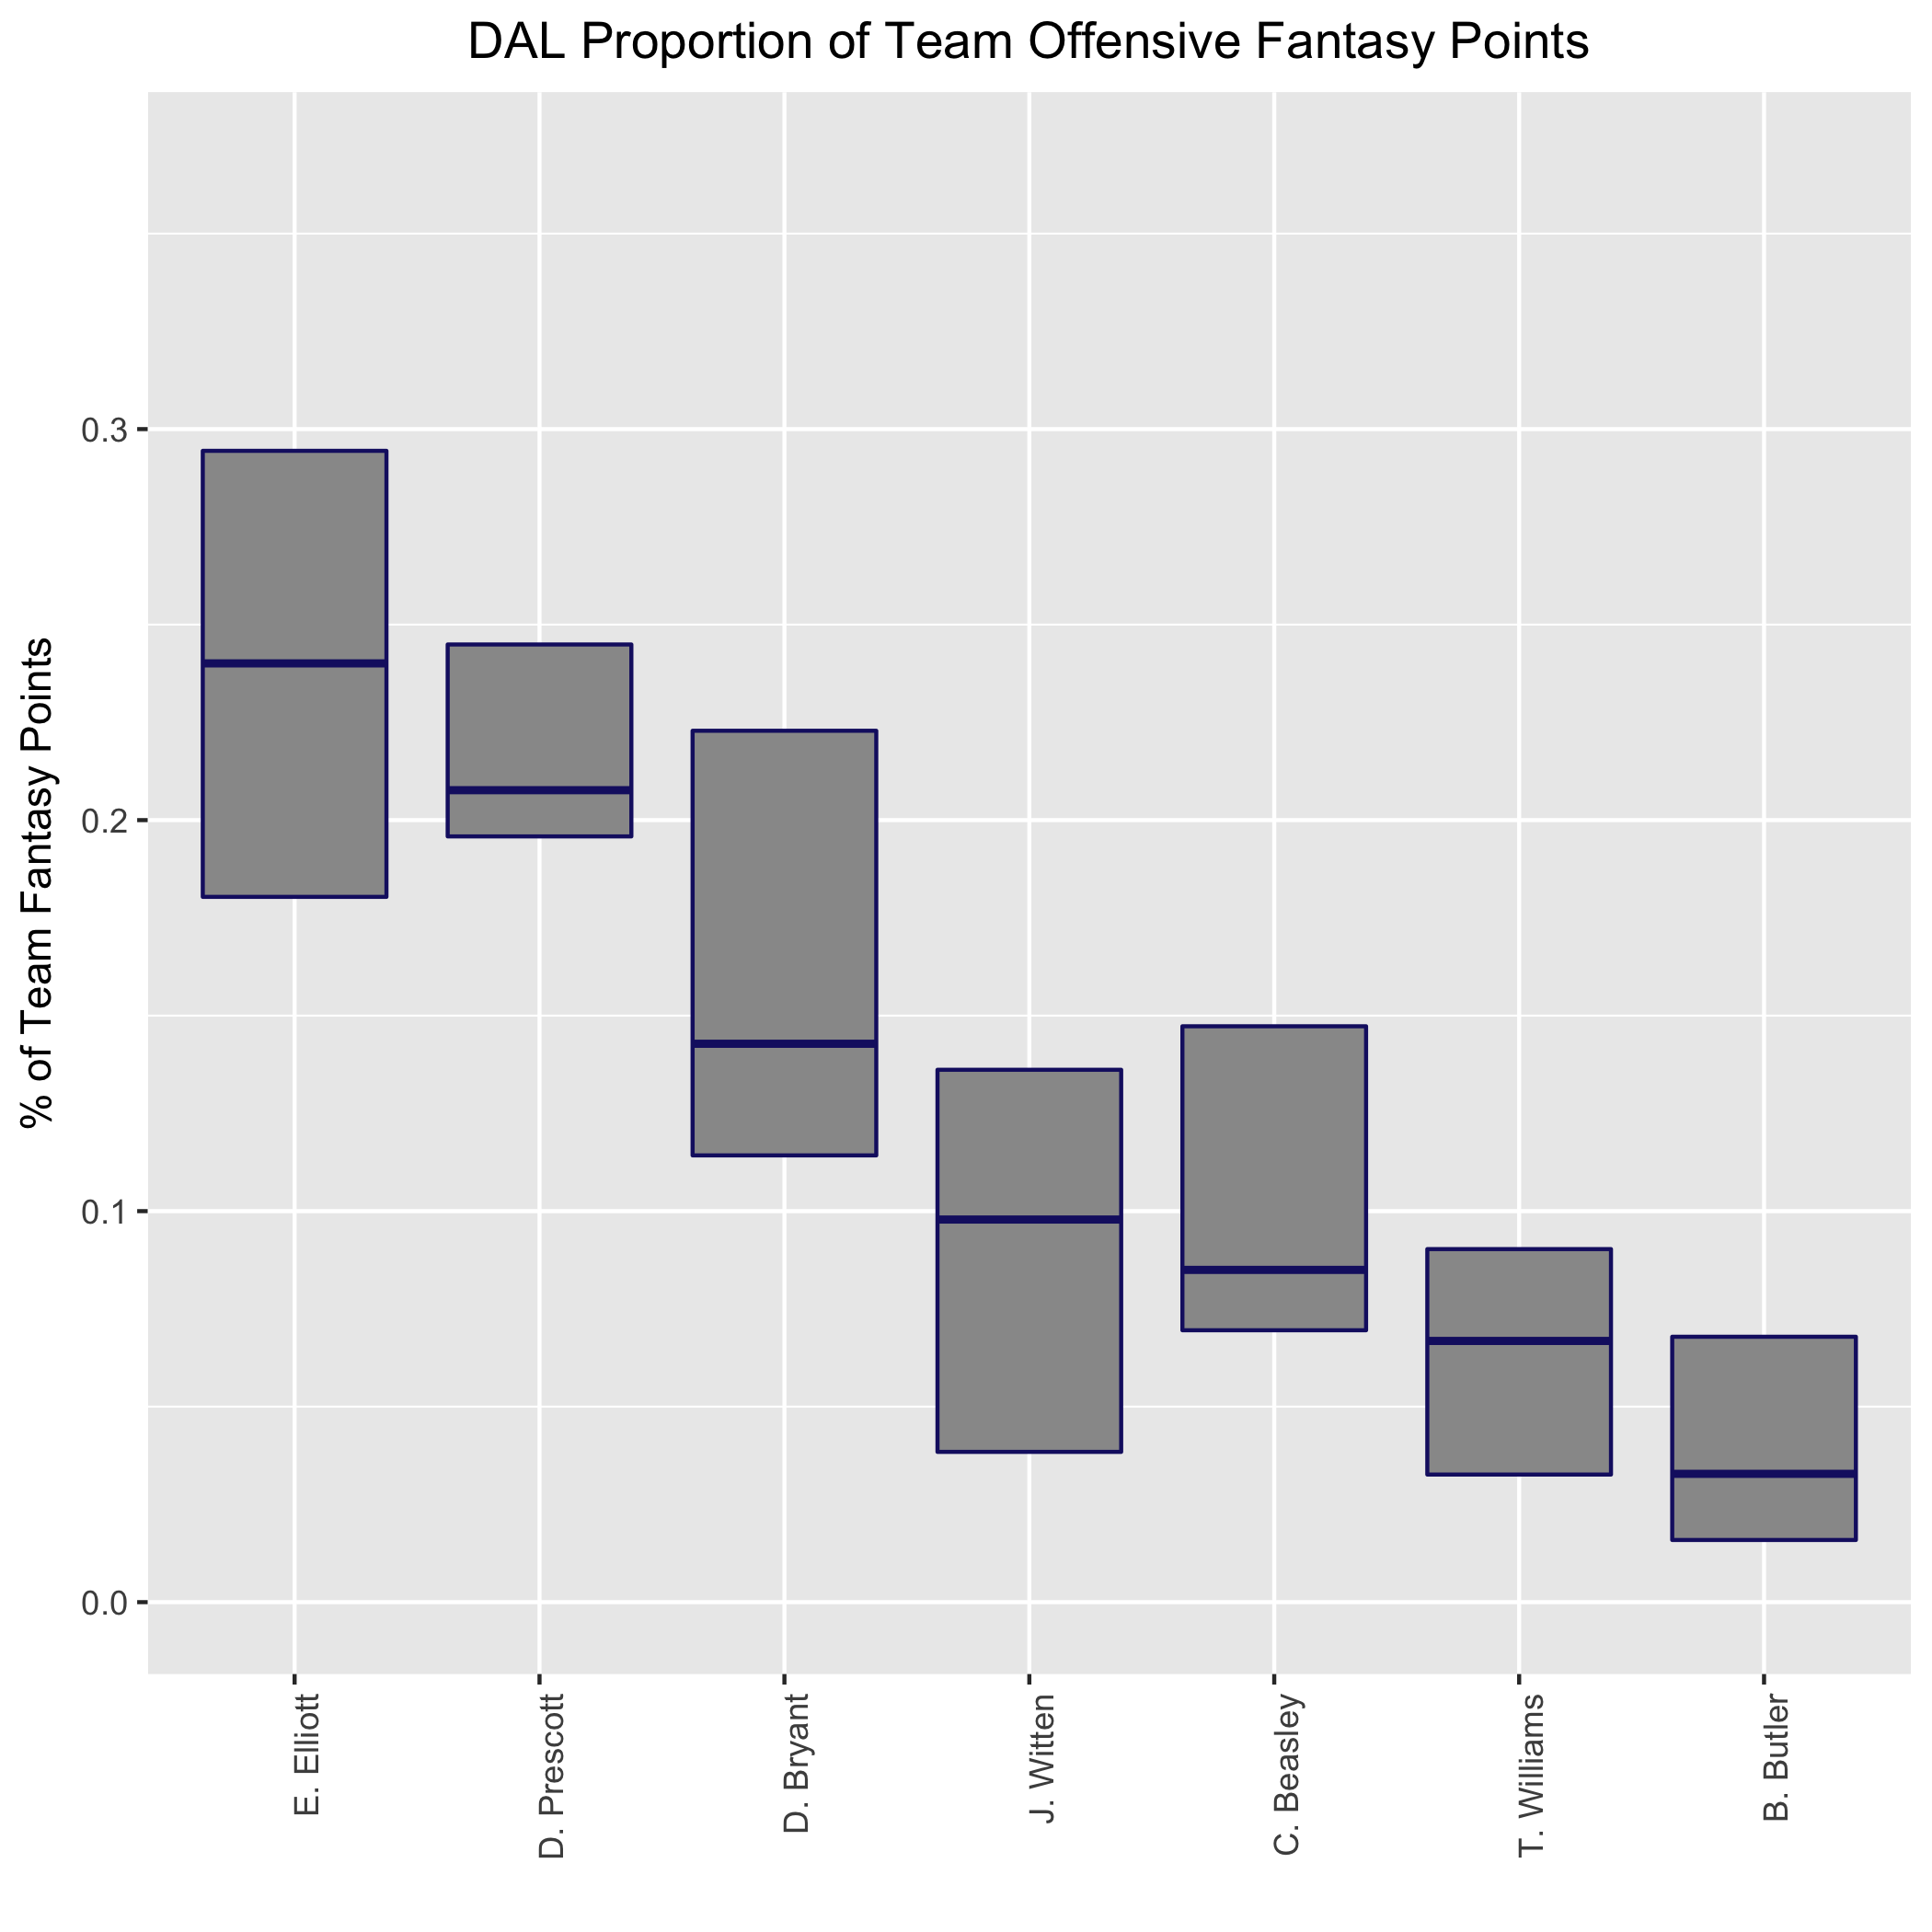 DAL Proportion of Team Offensive Fantasy Points
% of Team Fantasy Points
0.3
0.2
0.1
0.0
E. Elliott
D. Prescott
D. Bryant
J. Witten
C. Beasley
T. Williams
B. Butler